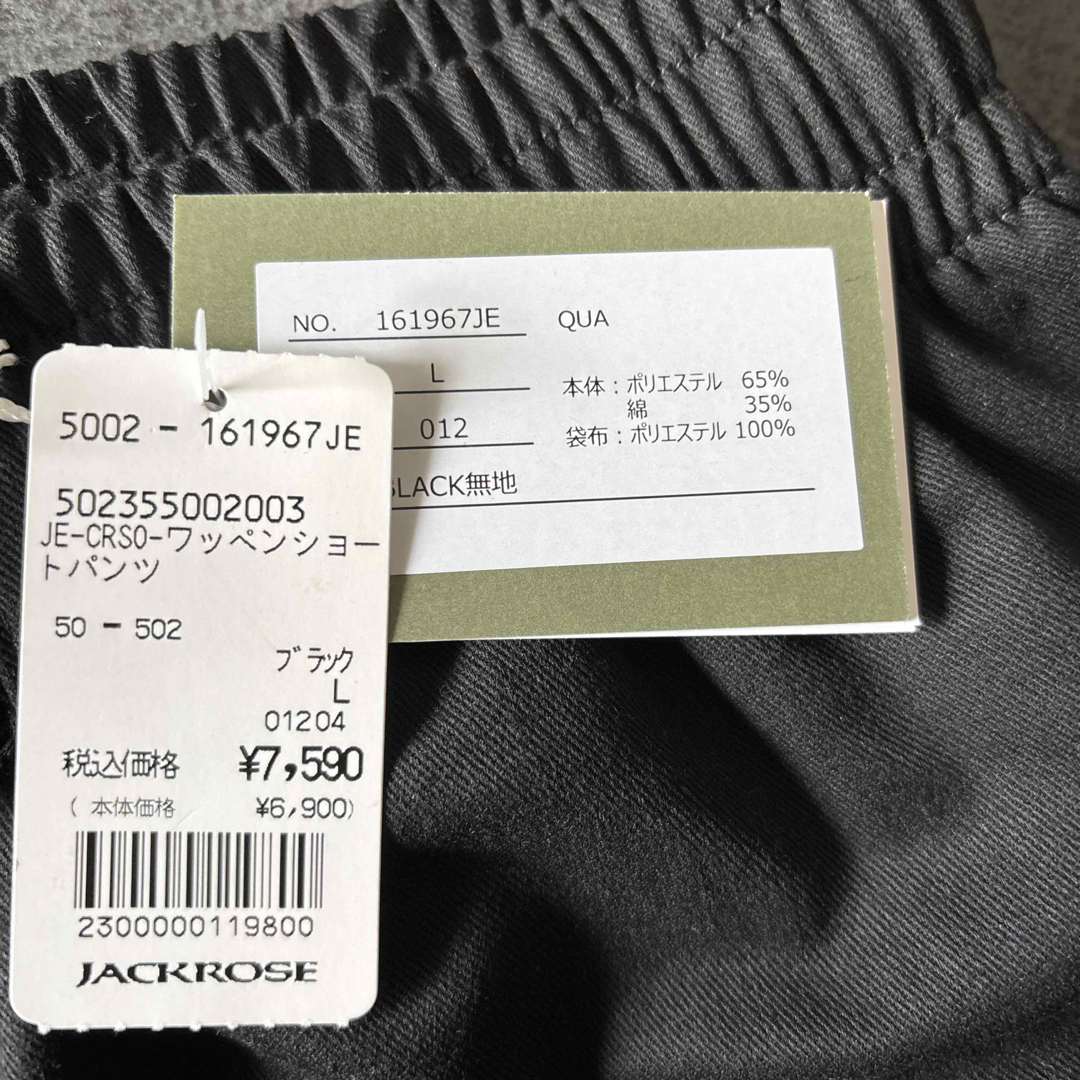 NO. 161967JE QUA
L
012
BLACK無地
本体：ポリエステル 65%
綿 35%
袋布：ポリエステル 100%
5002 - 161967JE
502355002003
JE-CRSO-ワッペンショー
トパンツ
50 - 502
ブラック
L
01204
税込価格 ¥7,590
(本体価格 ¥6,900)
2300000119800
JACKROSE